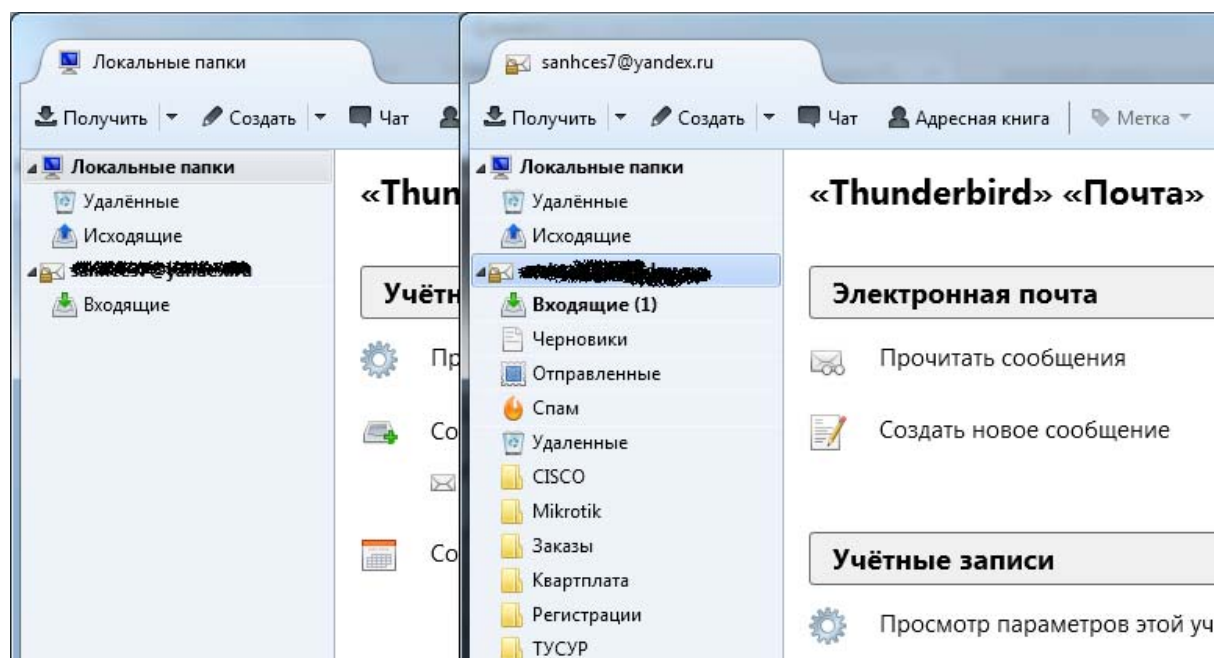 Локальные папки
Получить
Создать
Чат
Локальные папки
Удалённые
Исходящие
Входящие
«Thun
Учётн
Пр
Со
Со
sanhces7@yandex.ru
Получить
Создать
Чат
Адресная книга
Метка
Локальные папки
Удалённые
Исходящие
Входящие (1)
Черновики
Отправленные
Спам
Удаленные
CISCO
Mikrotik
Заказы
Квартплата
Регистрации
ТУСУР
«Thunderbird» «Почта»
Электронная почта
Прочитать сообщения
Создать новое сообщение
Учётные записи
Просмотр параметров этой уч